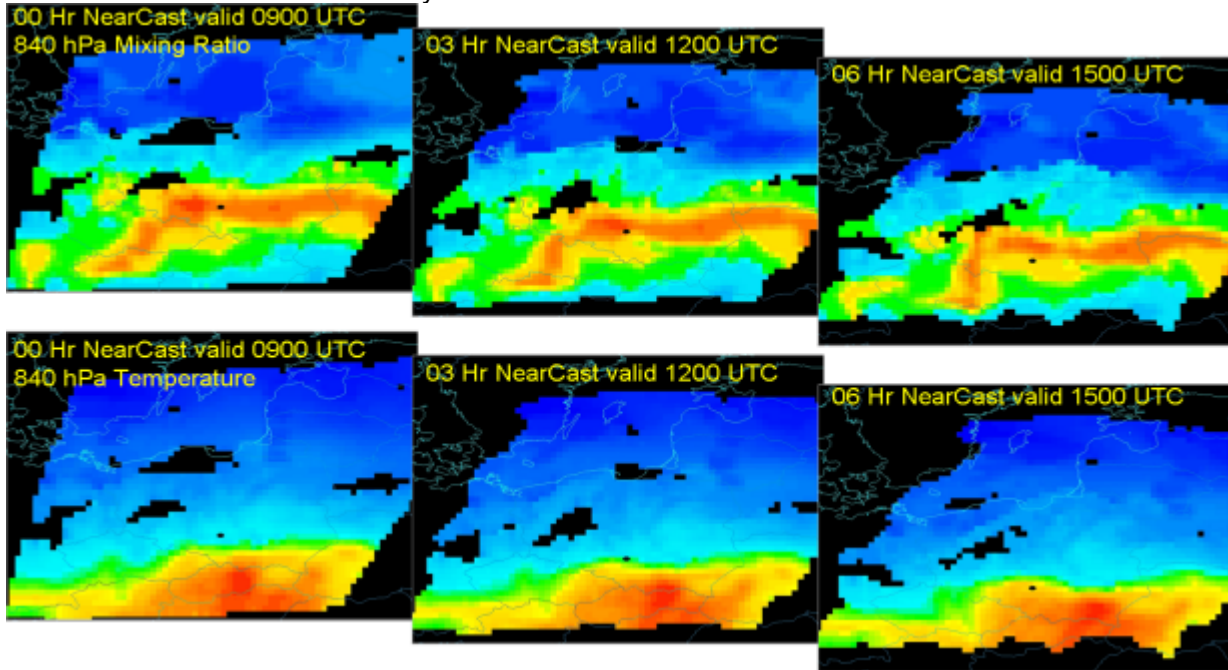 00 Hr NearCast valid 0900 UTC
840 hPa Mixing Ratio
03 Hr NearCast valid 1200 UTC
06 Hr NearCast valid 1500 UTC
00 Hr NearCast valid 0900 UTC
840 hPa Temperature
03 Hr NearCast valid 1200 UTC
06 Hr NearCast valid 1500 UTC